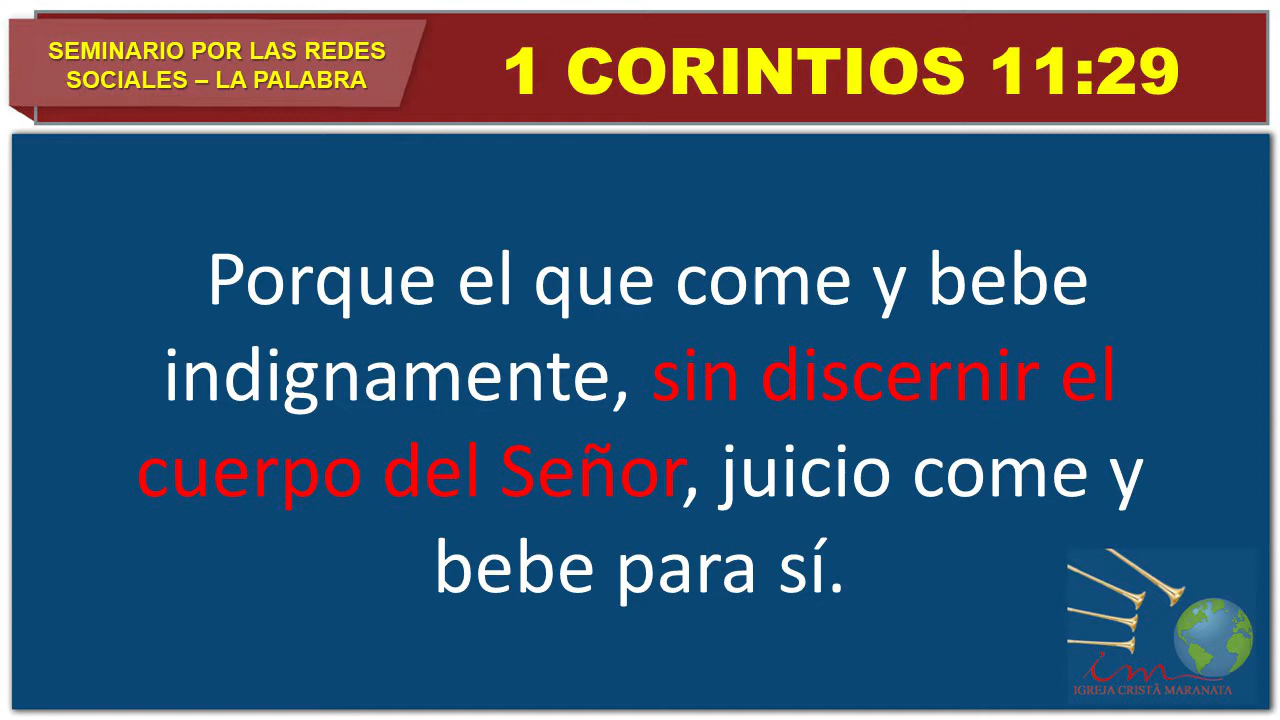 SEMINARIO POR LAS REDES
SOCIALES – LA PALABRA
1 CORINTIOS 11:29
Porque el que come y bebe
indignamente, sin discernir el
cuerpo del Señor, juicio come y
bebe para sí.
im
IGREJA CRISTÃ MARANATA